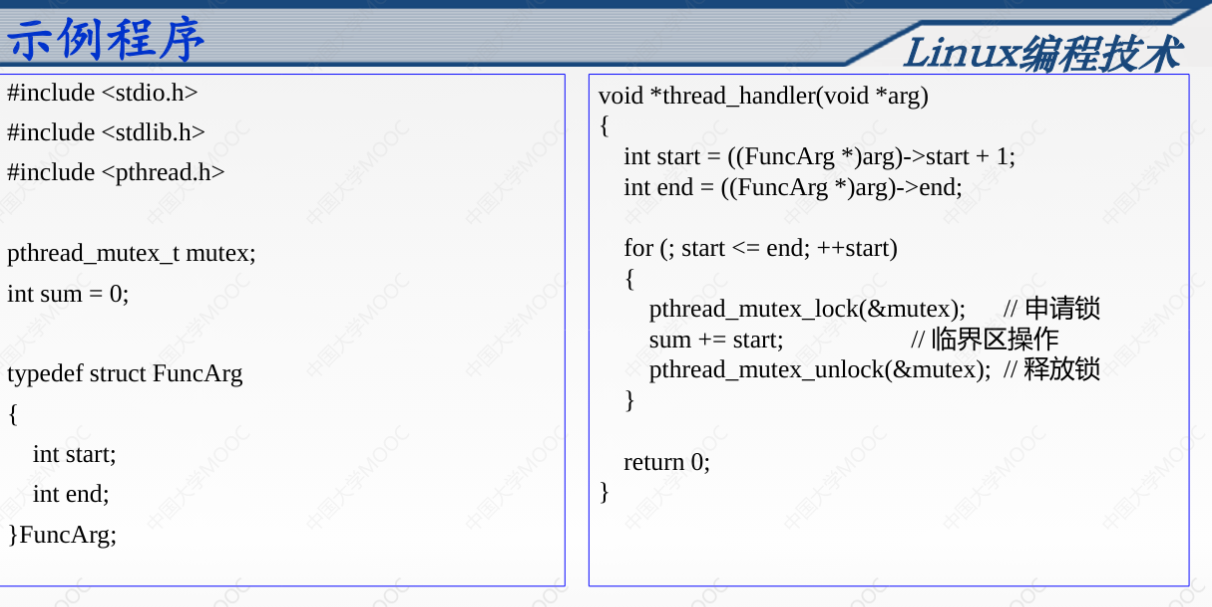 示例程序
Linux编程技术
#include <stdio.h>
#include <stdlib.h>
#include <pthread.h>
pthread_mutex_t mutex;
int sum = 0;
typedef struct FuncArg
{
int start;
int end;
}FuncArg;
void *thread_handler(void *arg)
{
int start = ((FuncArg *)arg)->start + 1;
int end = ((FuncArg *)arg)->end;
for (; start <= end; ++start)
{
pthread_mutex_lock(&mutex); // 申请锁
sum += start; // 临界区操作
pthread_mutex_unlock(&mutex); // 释放锁
}
return 0;
}
中国大学MOOC